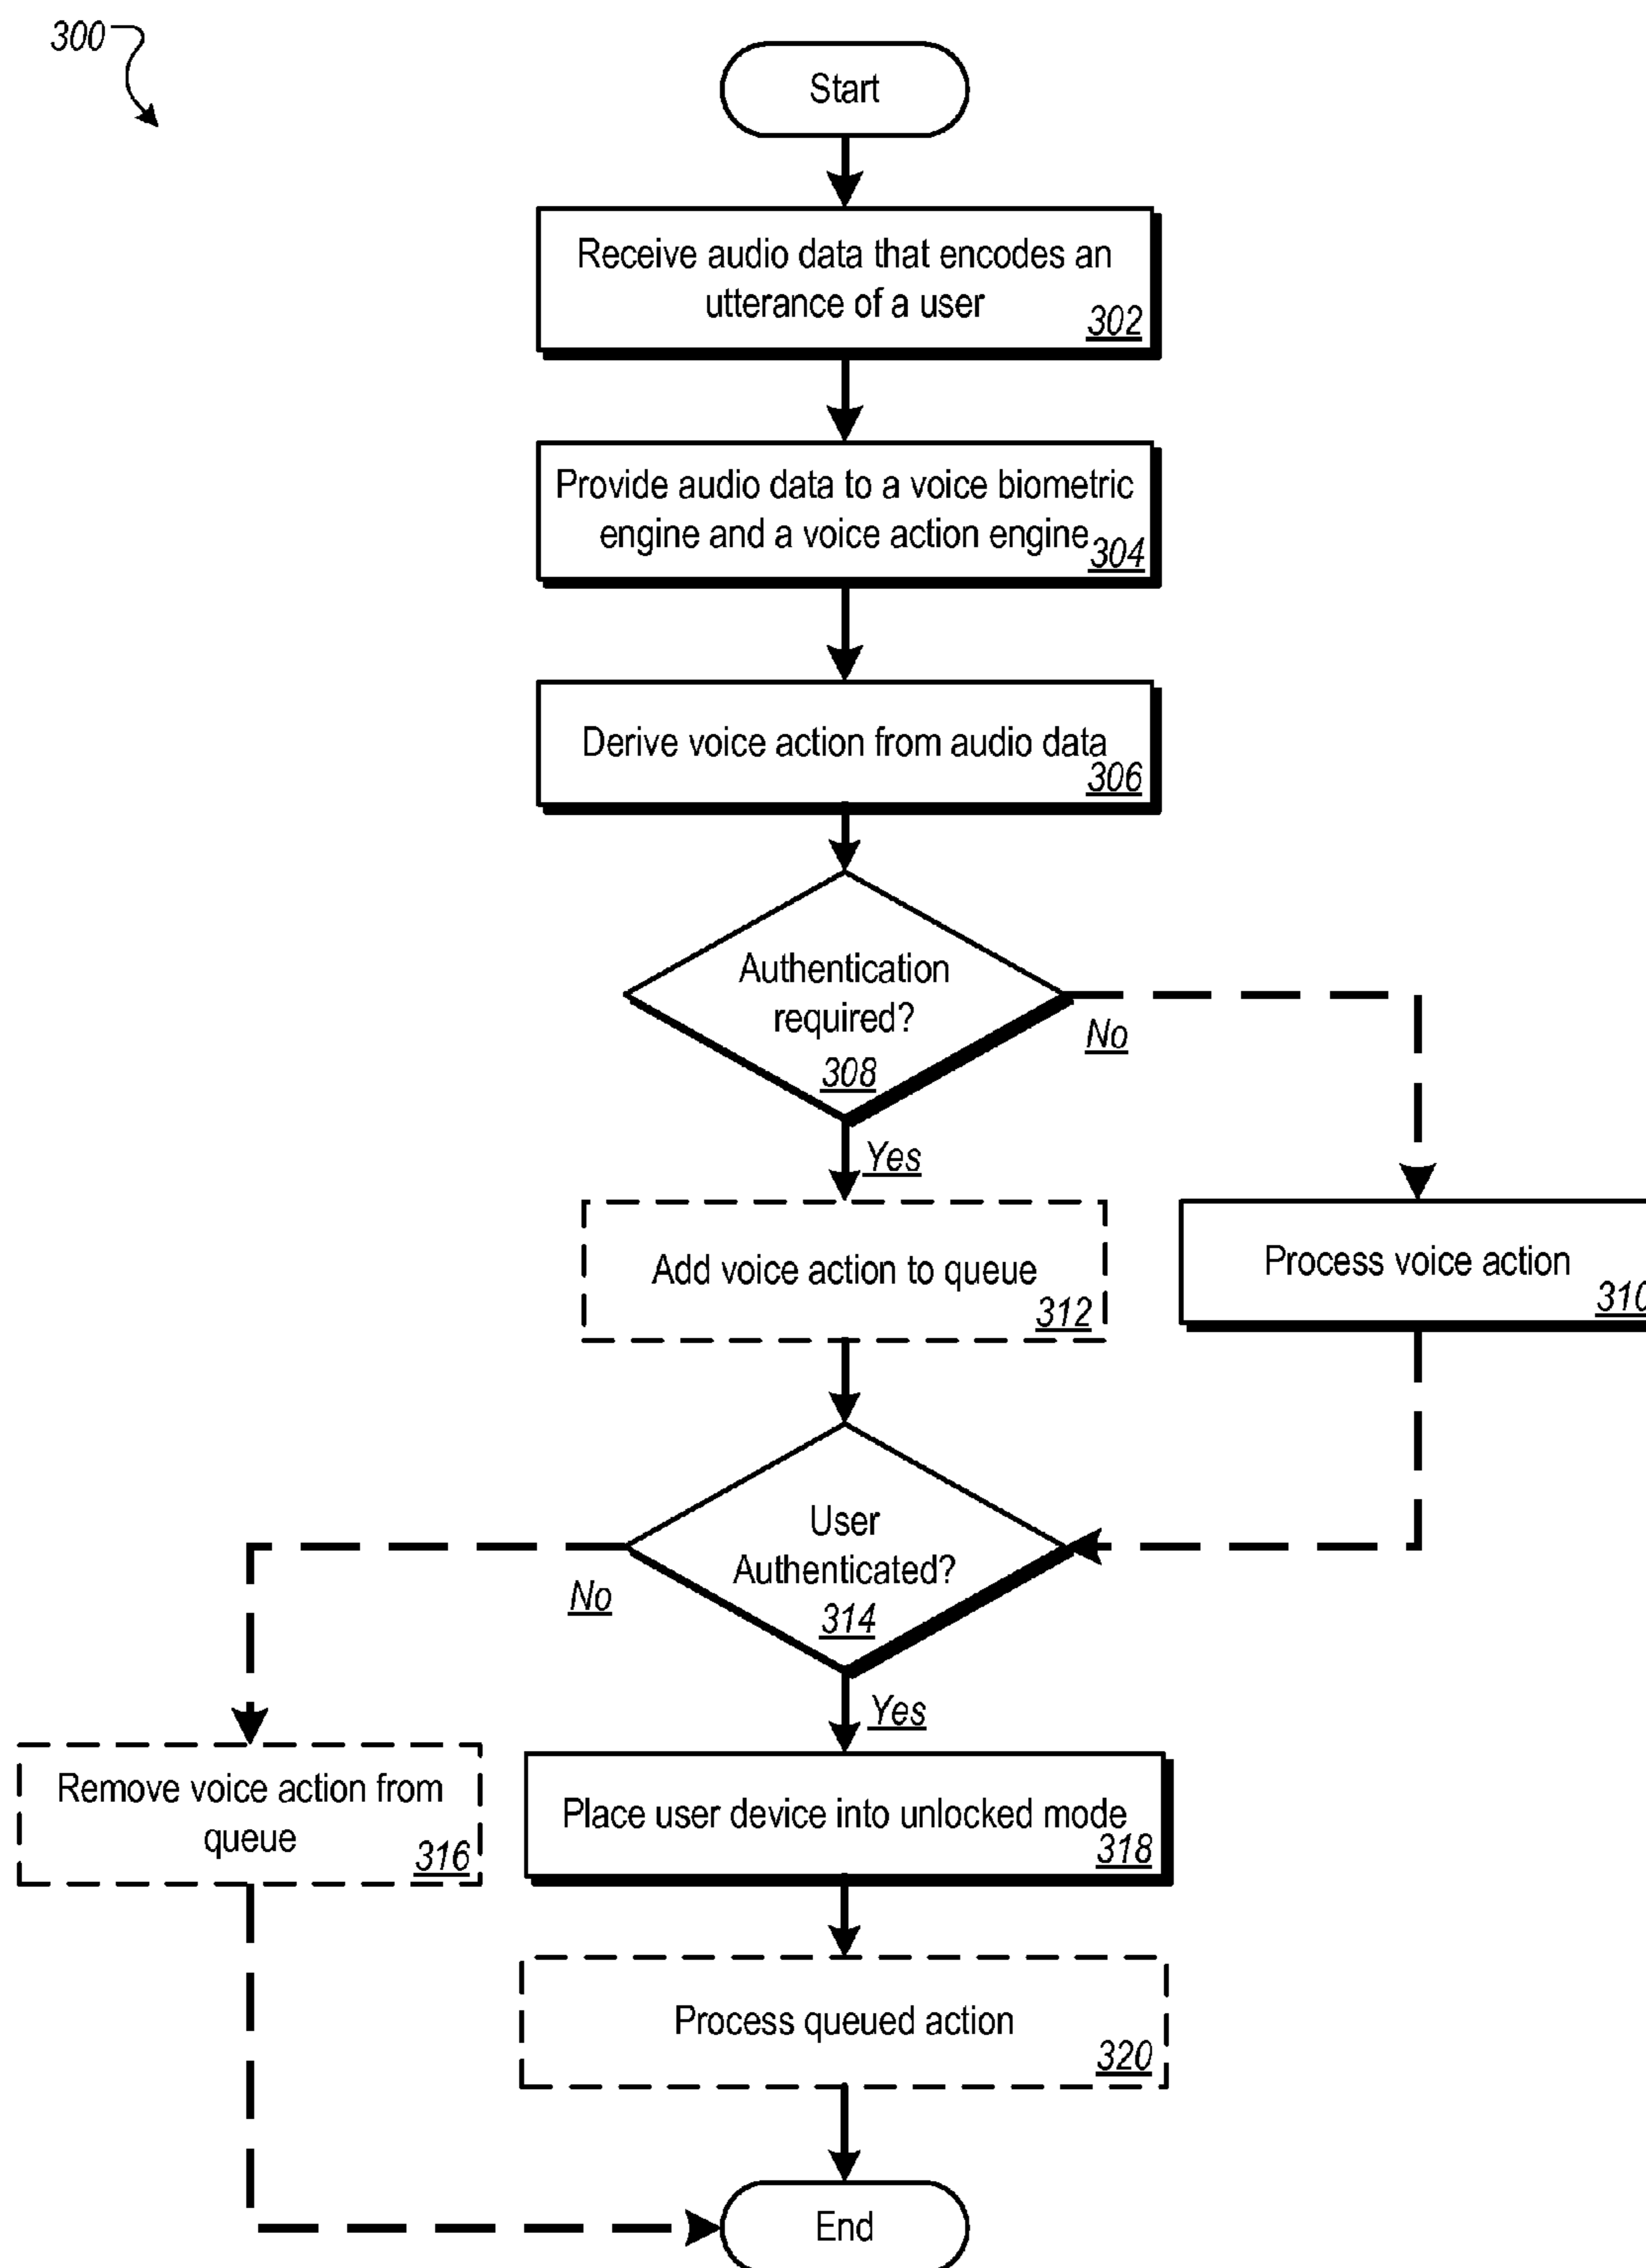 300
Start
Receive audio data that encodes an
utterance of a user
302
Provide audio data to a voice biometric
engine and a voice action engine
304
Derive voice action from audio data
306
Authentication
required?
308
No
Yes
Add voice action to queue
312
Process voice action
310
User
Authenticated?
314
No
Yes
Remove voice action from
queue
316
Place user device into unlocked mode
318
Process queued action
320
End